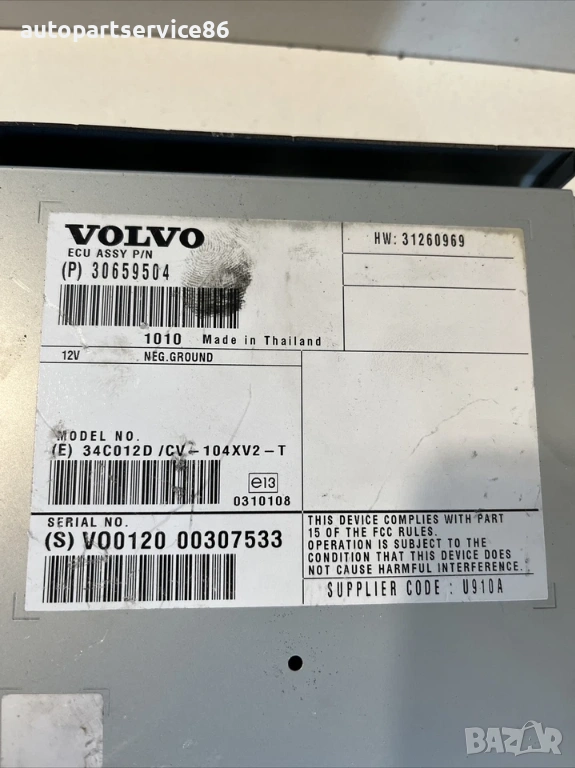 autopartservice86
VOLVO
ECU ASSY P/N
(P) 30659504
HW: 31260969
1010 Made in Thailand
12V NEG.GROUND
MODEL NO.
(E) 34C012D/CV-104XV2-T
e13
0310108
SERIAL NO.
(S) VO0120 00307533
THIS DEVICE COMPLIES WITH PART
15 OF THE FCC RULES.
OPERATION IS SUBJECT TO THE
CONDITION THAT THIS DEVICE DOES
NOT CAUSE HARMFUL INTERFERENCE.
SUPPLIER CODE : U910A
BAZAR